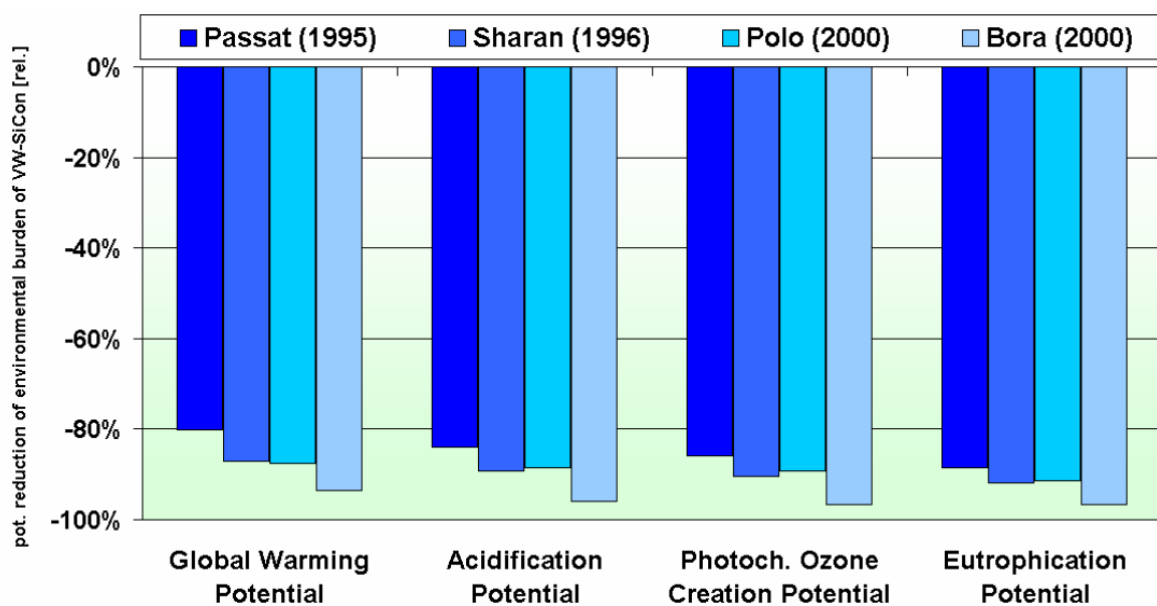 Passat (1995) Sharan (1996) Polo (2000) Bora (2000)
pot. reduction of environmental burden of VW-SiCon [rel.]
0%
-20%
-40%
-60%
-80%
-100%
Global Warming
Potential
Acidification
Potential
Photoch. Ozone
Creation Potential
Eutrophication
Potential